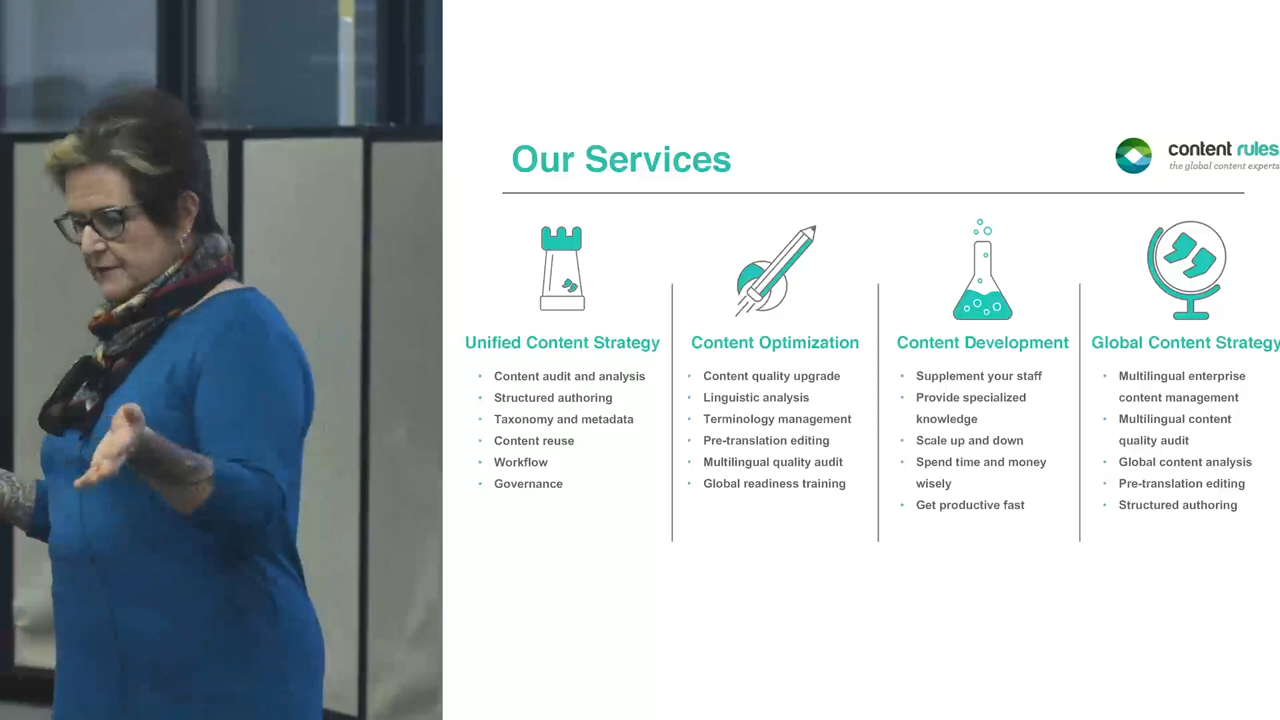 Our Services
content rules
the global content experts
Unified Content Strategy
Content audit and analysis
Structured authoring
Taxonomy and metadata
Content reuse
Workflow
Governance
Content Optimization
Content quality upgrade
Linguistic analysis
Terminology management
Pre-translation editing
Multilingual quality audit
Global readiness training
Content Development
Supplement your staff
Provide specialized
knowledge
Scale up and down
Spend time and money
wisely
Get productive fast
Global Content Strategy
Multilingual enterprise
content management
Multilingual content
quality audit
Global content analysis
Pre-translation editing
Structured authoring